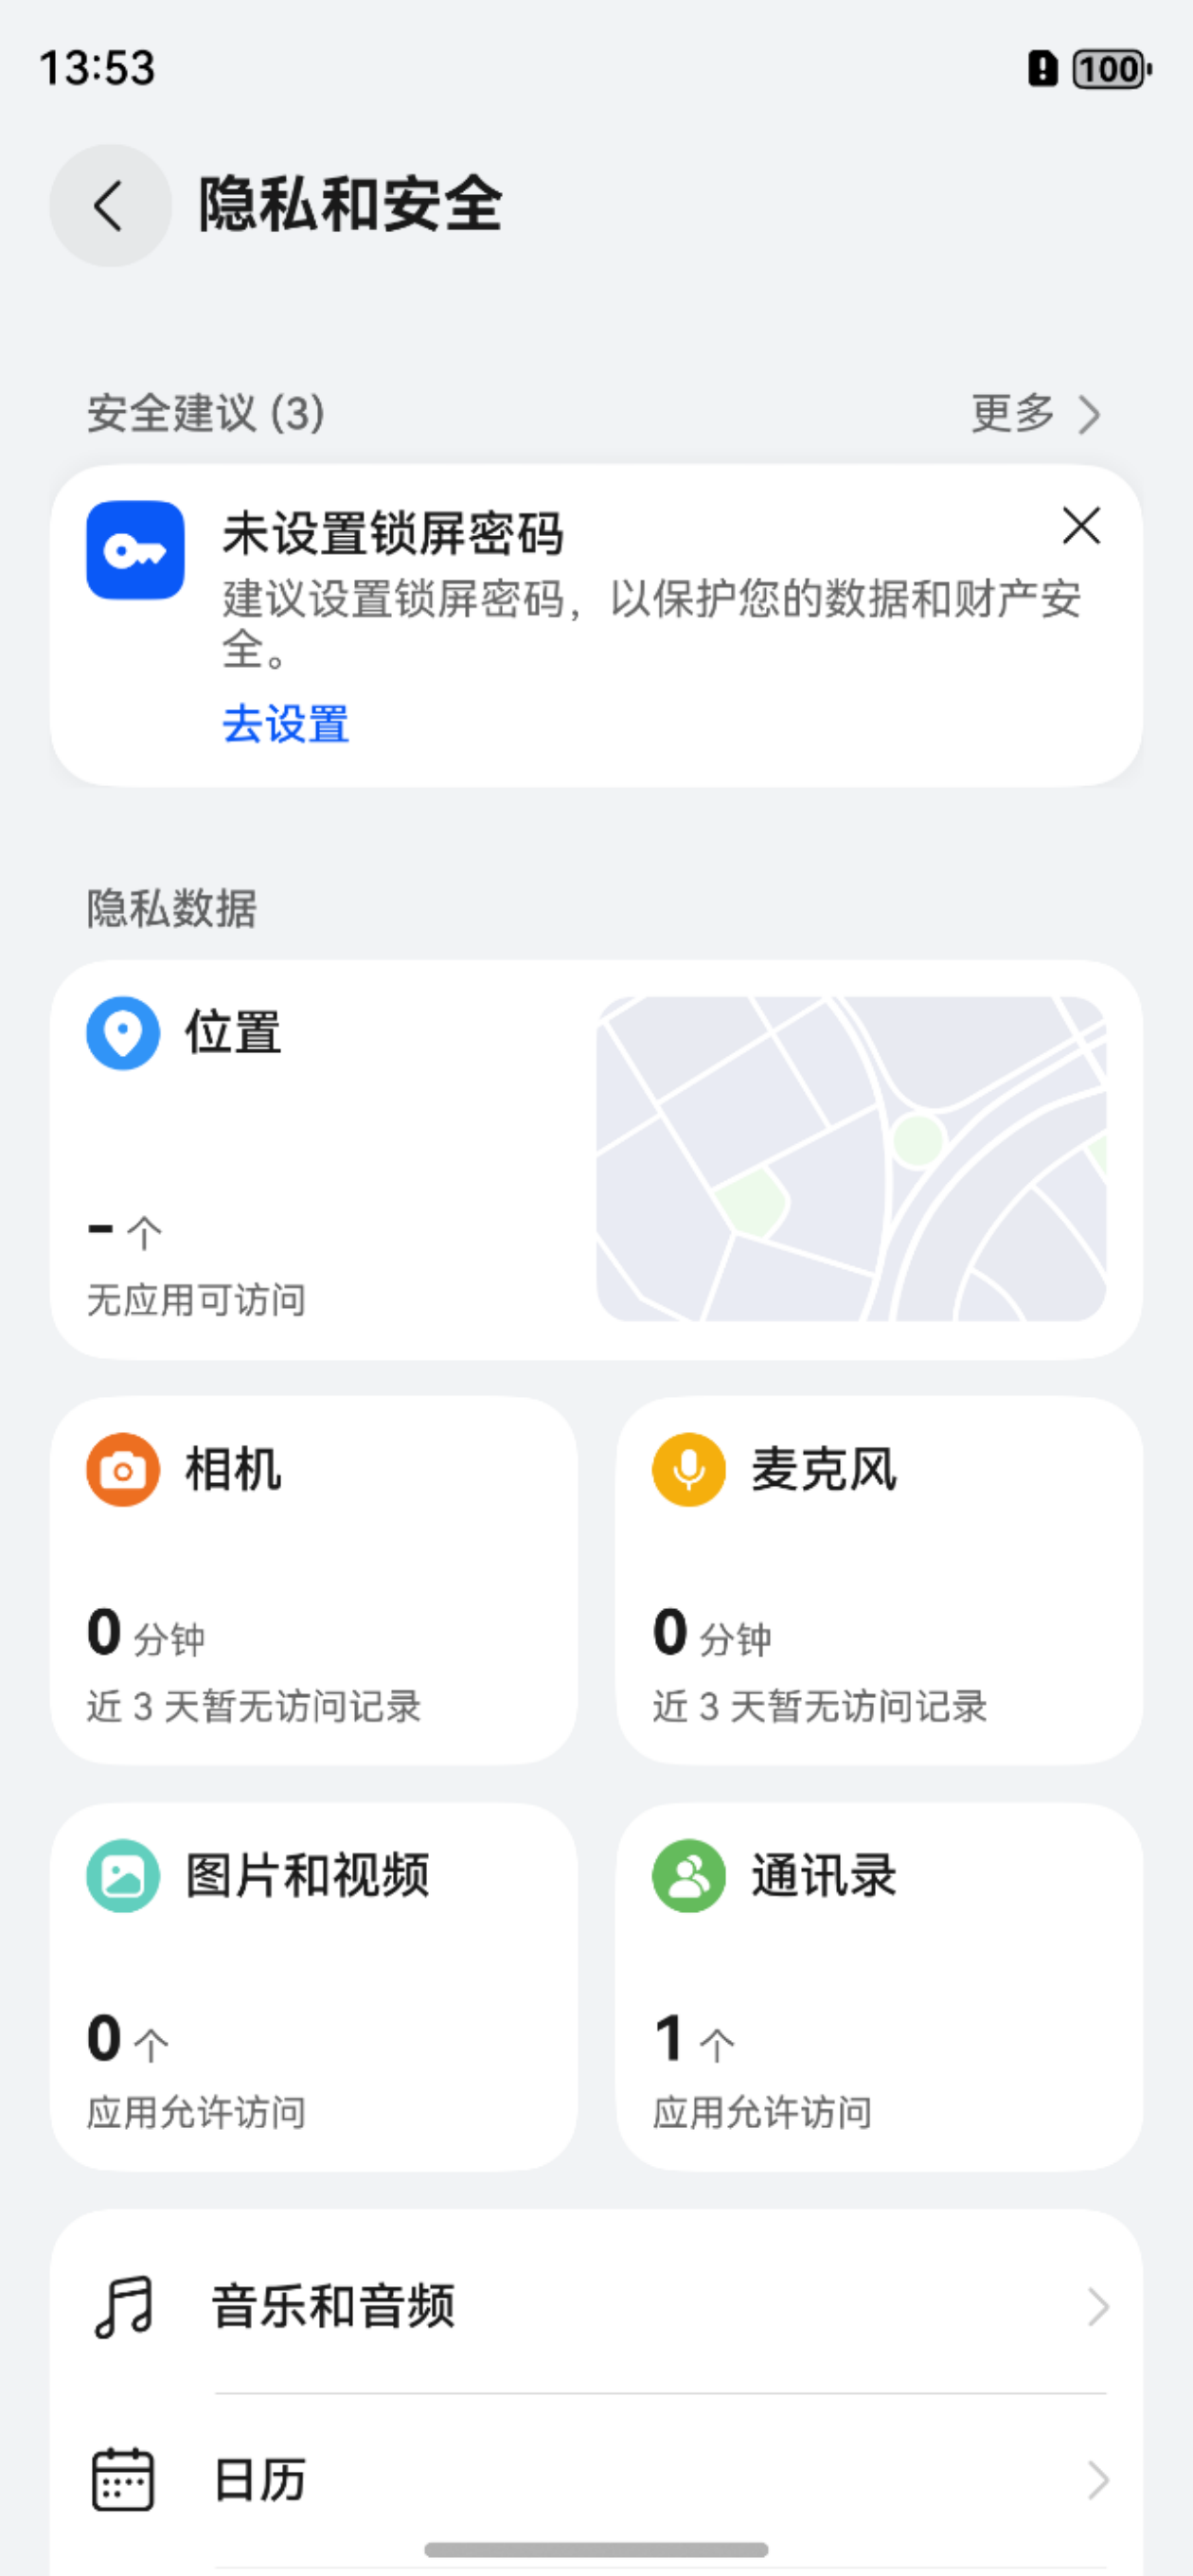 13:53
100
隐私和安全
安全建议 (3)
更多
未设置锁屏密码
建议设置锁屏密码，以保护您的数据和财产安
全。
去设置
隐私数据
位置
- 个
无应用可访问
相机
0 分钟
近 3 天暂无访问记录
麦克风
0 分钟
近 3 天暂无访问记录
图片和视频
0 个
应用允许访问
通讯录
1 个
应用允许访问
音乐和音频
日历